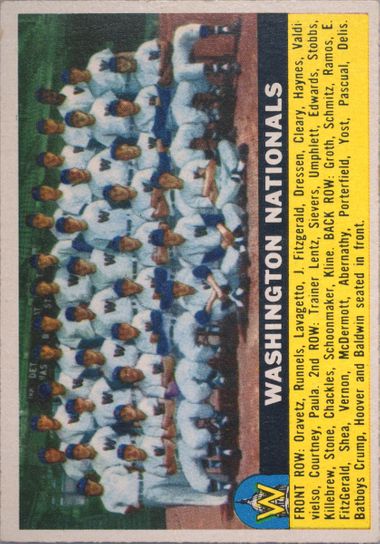 WASHINGTON NATIONALS
W
FRONT ROW: Oravetz, Runnels, Lavagetto, J. Fitzgerald, Dressen, Cleary, Haynes, Valdi-
vielso, Courtney, Paula. 2ND ROW: Trainer Lentz, Sievers, Umphlett, Edwards, Stobbs,
Killebrew, Stone, Chackles, Schoonmaker, Kline. BACK ROW: Groth, Schmitz, Ramos, E.
FitzGerald, Shea, Vernon, McDermott, Abernathy, Porterfield, Yost, Pascual, Delis.
Batboys Crump, Hoover and Baldwin seated in front.